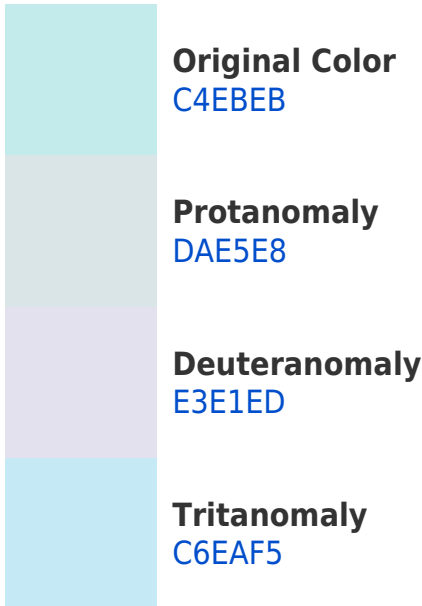 Original Color
C4EBEB
Protanomaly
DAE5E8
Deuteranomaly
E3E1ED
Tritanomaly
C6EAF5